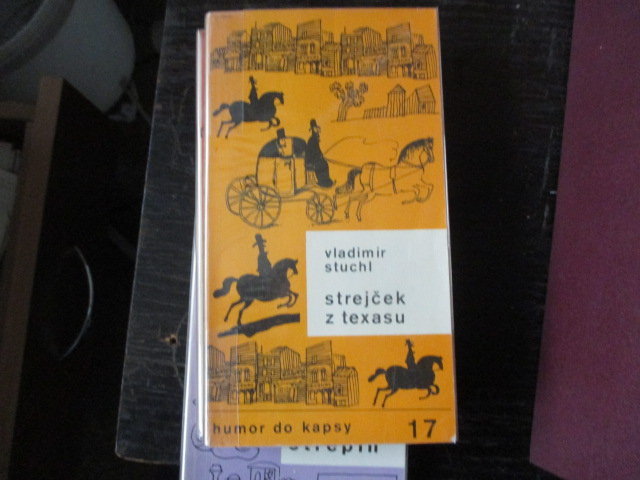 vladimír
stuchl
strejček
z texasu
humor do kapsy 17